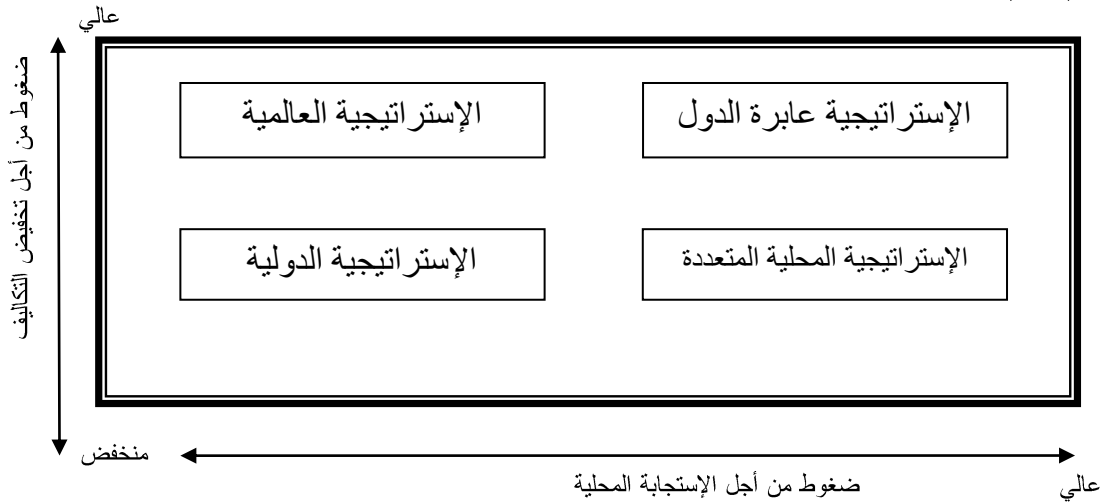 عالي
الإستراتيجية عابرة الدول
الإستراتيجية العالمية
ضغوط من أجل تخفيض التكاليف
الإستراتيجية المحلية المتعددة
الإستراتيجية الدولية
منخفض
عالي
ضغوط من أجل الإستجابة المحلية